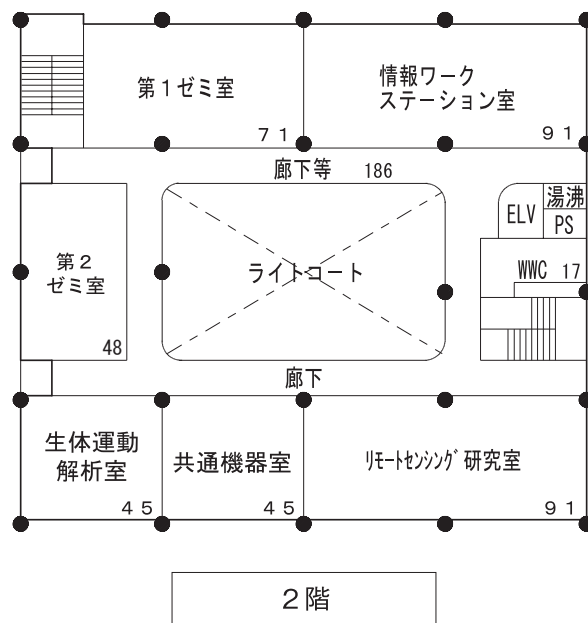 第１ゼミ室
７１
情報ワーク
ステーション室
９１
廊下等 186
湯沸
ELV
PS
第２
ゼミ室
48
ライトコート
WWC 17
廊下
生体運動
解析室
４５
共通機器室
４５
ﾘﾓｰﾄｾﾝｼﾝｸﾞ研究室
９１
２階